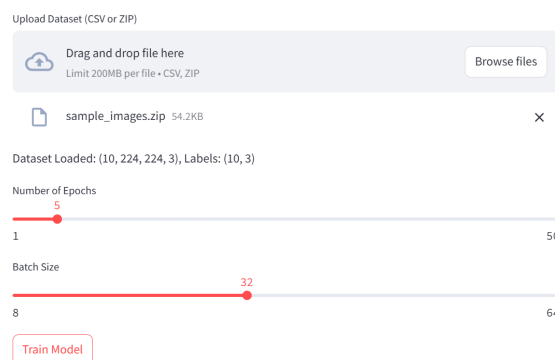 Upload Dataset (CSV or ZIP)
Drag and drop file here
Limit 200MB per file • CSV, ZIP
Browse files
sample_images.zip 54.2KB
Dataset Loaded: (10, 224, 224, 3), Labels: (10, 3)
Number of Epochs
5
1
Batch Size
32
8
Train Model